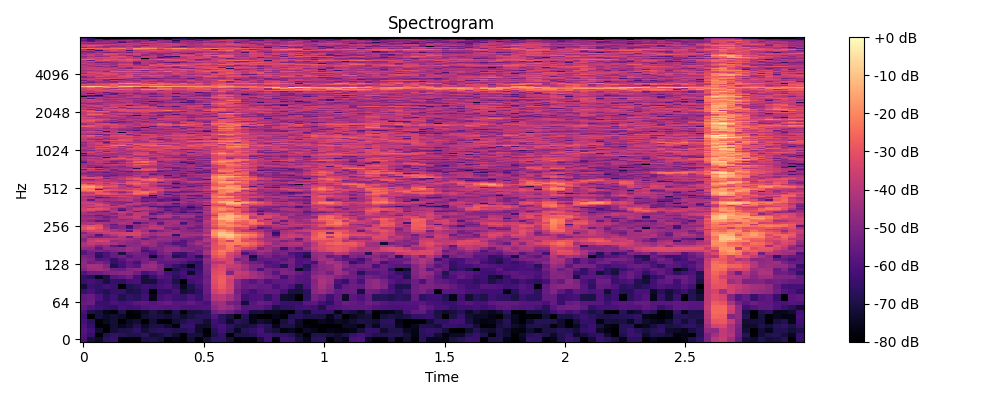 Spectrogram
Hz
4096
2048
1024
512
256
128
64
0
0
0.5
1
1.5
2
2.5
Time
+0 dB
-10 dB
-20 dB
-30 dB
-40 dB
-50 dB
-60 dB
-70 dB
-80 dB